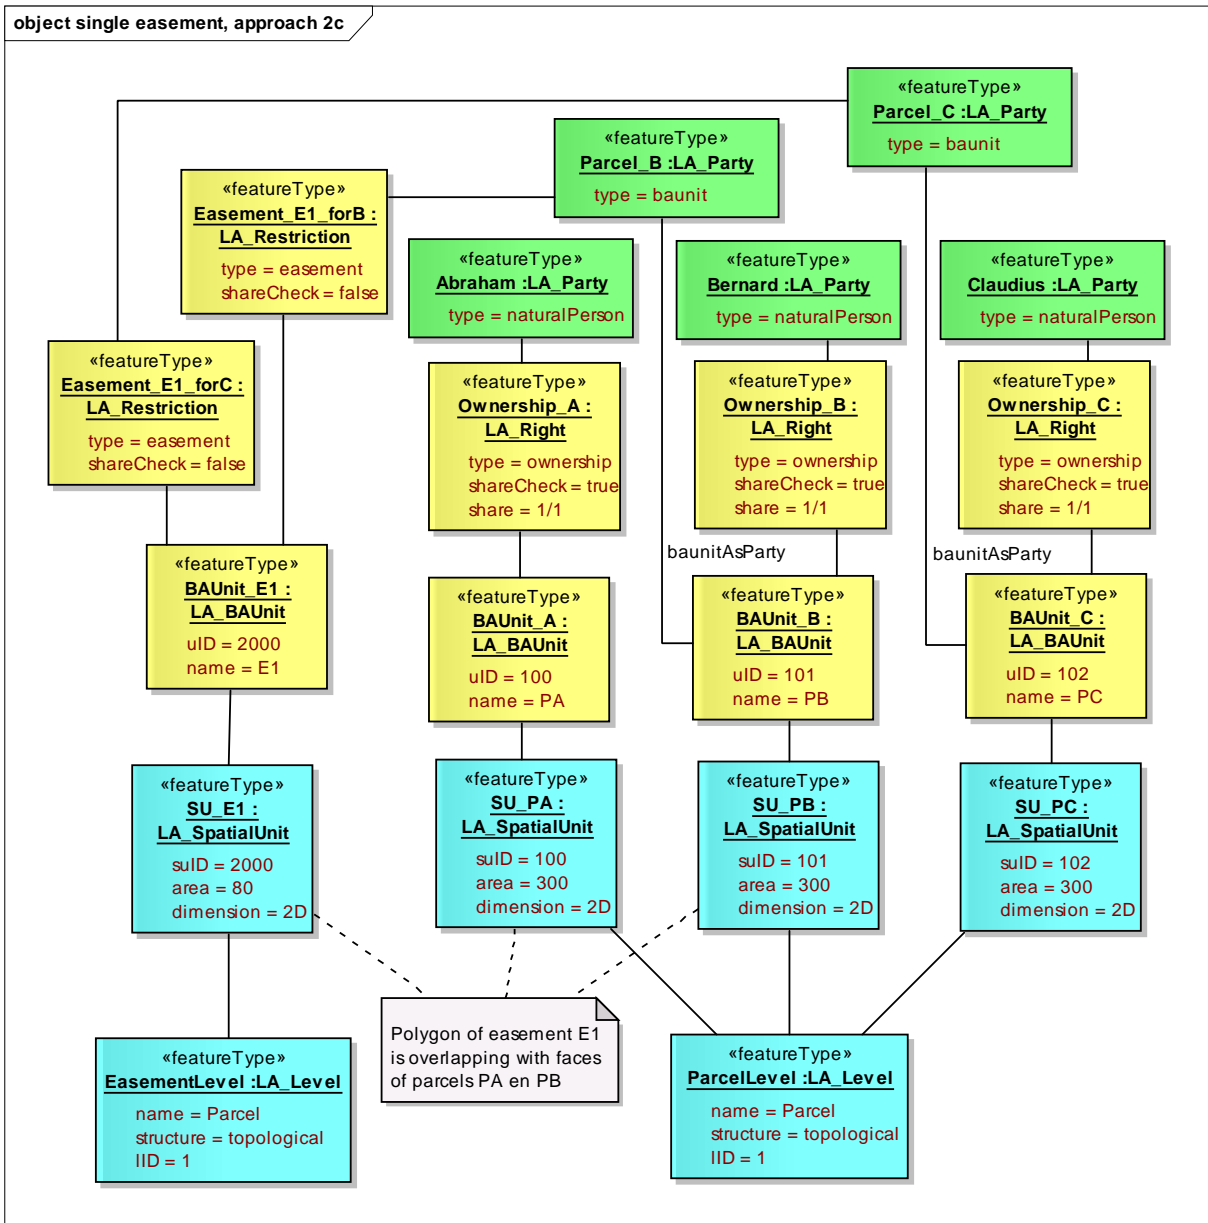 object single easement, approach 2c
«featureType»
Parcel_C :LA_Party
type = baunit
«featureType»
Parcel_B :LA_Party
type = baunit
«featureType»
Easement_E1_forB :
LA_Restriction
type = easement
shareCheck = false
«featureType»
Abraham :LA_Party
type = naturalPerson
«featureType»
Bernard :LA_Party
type = naturalPerson
«featureType»
Claudius :LA_Party
type = naturalPerson
«featureType»
Easement_E1_forC :
LA_Restriction
type = easement
shareCheck = false
«featureType»
Ownership_A :
LA_Right
type = ownership
shareCheck = true
share = 1/1
«featureType»
Ownership_B :
LA_Right
type = ownership
shareCheck = true
share = 1/1
«featureType»
Ownership_C :
LA_Right
type = ownership
shareCheck = true
share = 1/1
baunitAsParty
baunitAsParty
«featureType»
BAUnit_E1 :
LA_BAUnit
uID = 2000
name = E1
«featureType»
BAUnit_A :
LA_BAUnit
uID = 100
name = PA
«featureType»
BAUnit_B :
LA_BAUnit
uID = 101
name = PB
«featureType»
BAUnit_C :
LA_BAUnit
uID = 102
name = PC
«featureType»
SU_E1 :
LA_SpatialUnit
suID = 2000
area = 80
dimension = 2D
«featureType»
SU_PA :
LA_SpatialUnit
suID = 100
area = 300
dimension = 2D
«featureType»
SU_PB :
LA_SpatialUnit
suID = 101
area = 300
dimension = 2D
«featureType»
SU_PC :
LA_SpatialUnit
suID = 102
area = 300
dimension = 2D
Polygon of easement E1
is overlapping with faces
of parcels PA en PB
«featureType»
EasementLevel :LA_Level
name = Parcel
structure = topological
lID = 1
«featureType»
ParcelLevel :LA_Level
name = Parcel
structure = topological
lID = 1